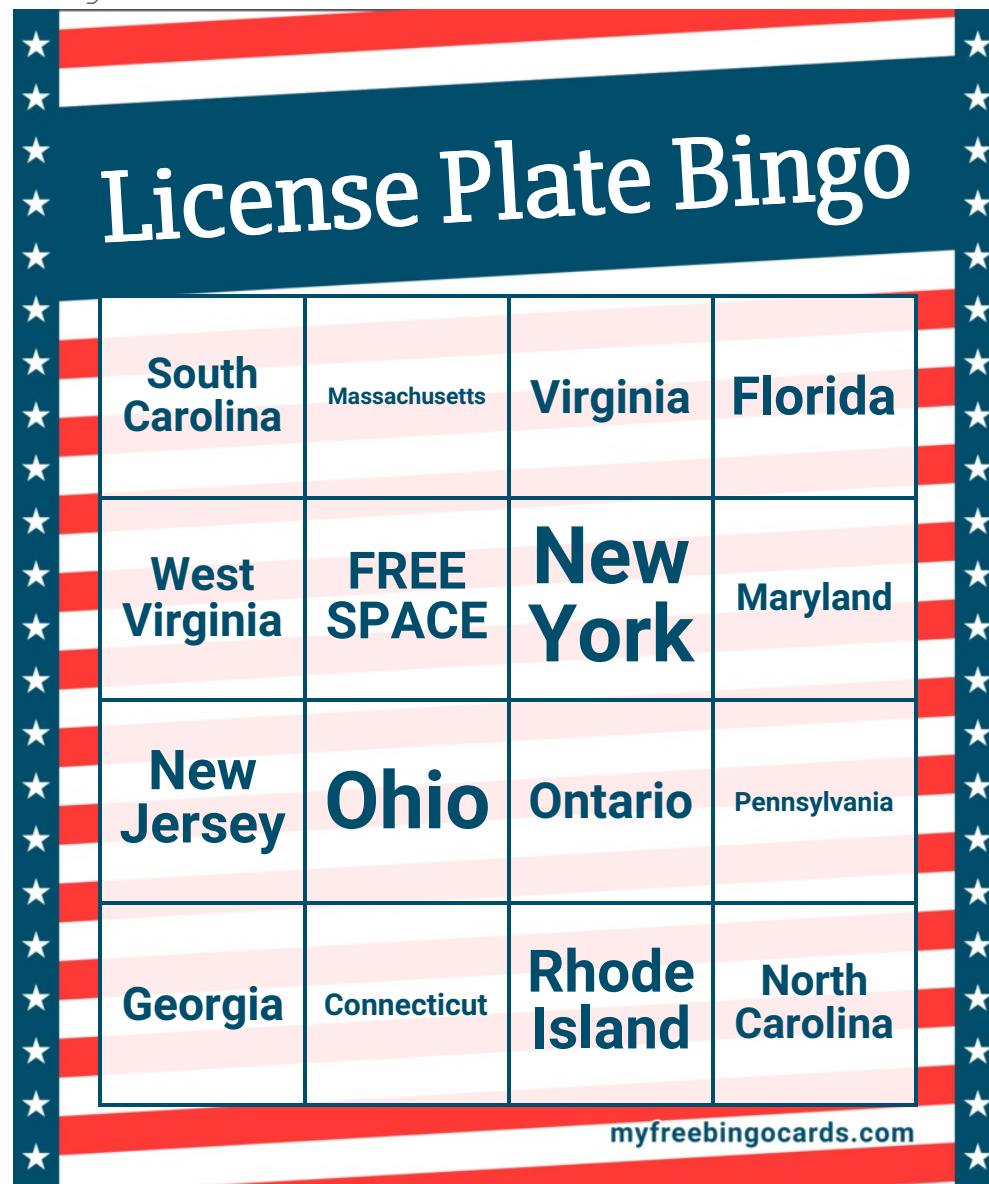 License Plate Bingo
South
Carolina
Massachusetts
Virginia
Florida
West
Virginia
FREE
SPACE
New
York
Maryland
New
Jersey
Ohio
Ontario
Pennsylvania
Georgia
Connecticut
Rhode
Island
North
Carolina
myfreebingocards.com